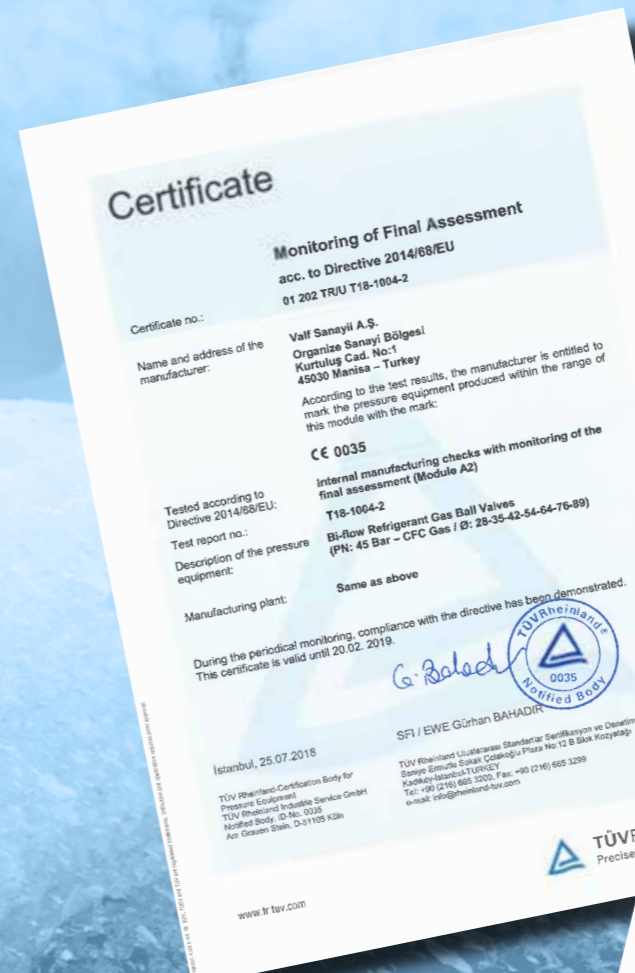 Certificate
Monitoring of Final Assessment
acc. to Directive 2014/68/EU
Certificate no.:
01 202 TR/U T18-1004-2
Name and address of the
manufacturer:
Valf Sanayii A.Ş.
Organize Sanayi Bölgesi
Kurtuluş Cad. No:1
45030 Manisa – Turkey
According to the test results, the manufacturer is entitled to
mark the pressure equipment produced within the range of
this module with the mark:
CE 0035
Tested according to
Directive 2014/68/EU:
Internal manufacturing checks with monitoring of the
final assessment (Module A2)
Test report no.:
T18-1004-2
Description of the pressure
equipment:
Bi-flow Refrigerant Gas Ball Valves
(PN: 45 Bar – CFC Gas / Ø: 28-35-42-54-64-76-89)
Manufacturing plant:
Same as above
During the periodical monitoring, compliance with the directive has been demonstrated.
This certificate is valid until 20.02. 2019.
TÜVRheinland®
0035
Notified Body
SFI / EWE Gürhan BAHADIR
İstanbul, 25.07.2018
TÜV Rheinland-Certification Body for
Pressure Equipment
TÜV Rheinland Industrie Service GmbH
Notified Body, ID-No. 0035
Am Grauen Stein, D-51105 Köln
TÜV Rheinland Uluslararası Standartlar Sertifikasyon ve Denetim
Saniye Ermutlu Sokak Çolakoğlu Plaza No:12 B Blok Kozyatağı
Kadıköy-İstanbul-TURKEY
Tel: +90 (216) 665 3200, Fax: +90 (216) 665 3299
e-mail: info@rheinland-tuv.com
www.tr tuv.com
TÜVR
Precise